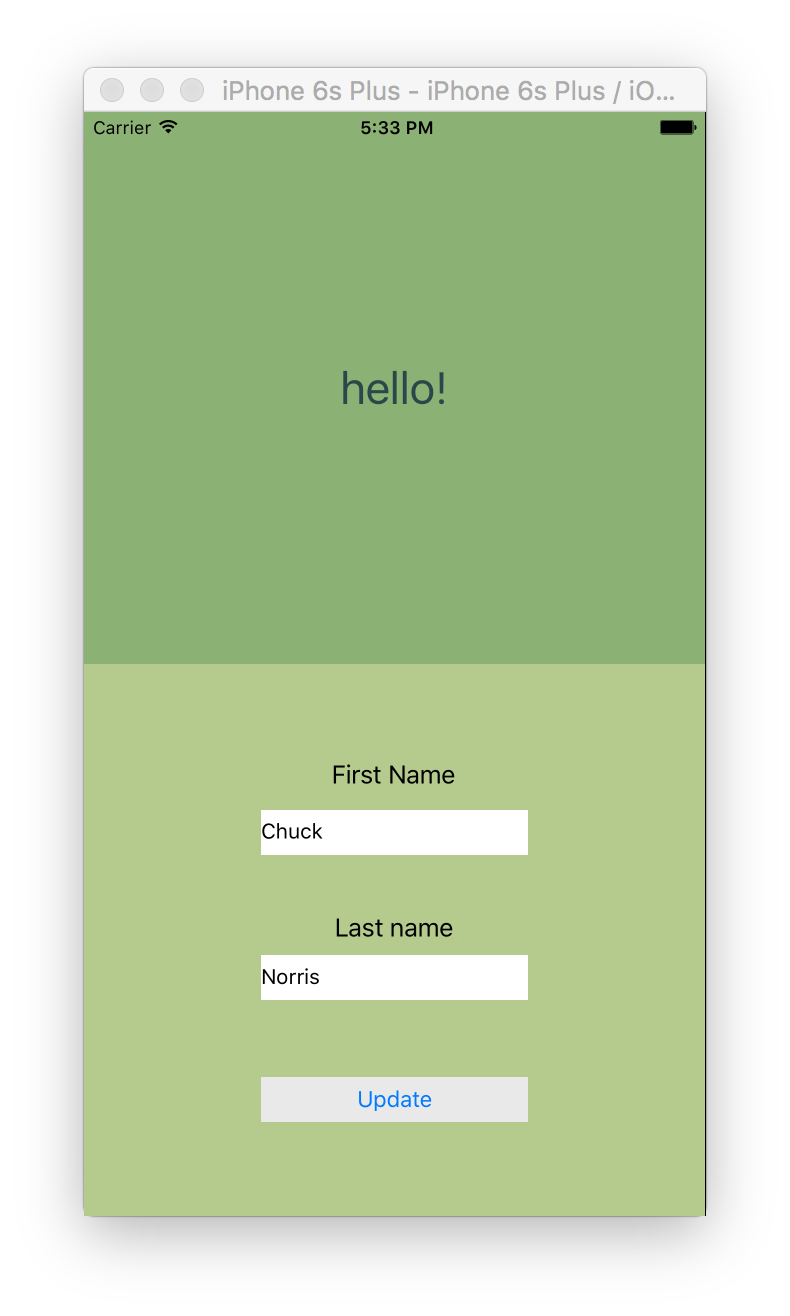 iPhone 6s Plus - iPhone 6s Plus / iO...
Carrier 5:33 PM
hello!
First Name
Chuck
Last name
Norris
Update